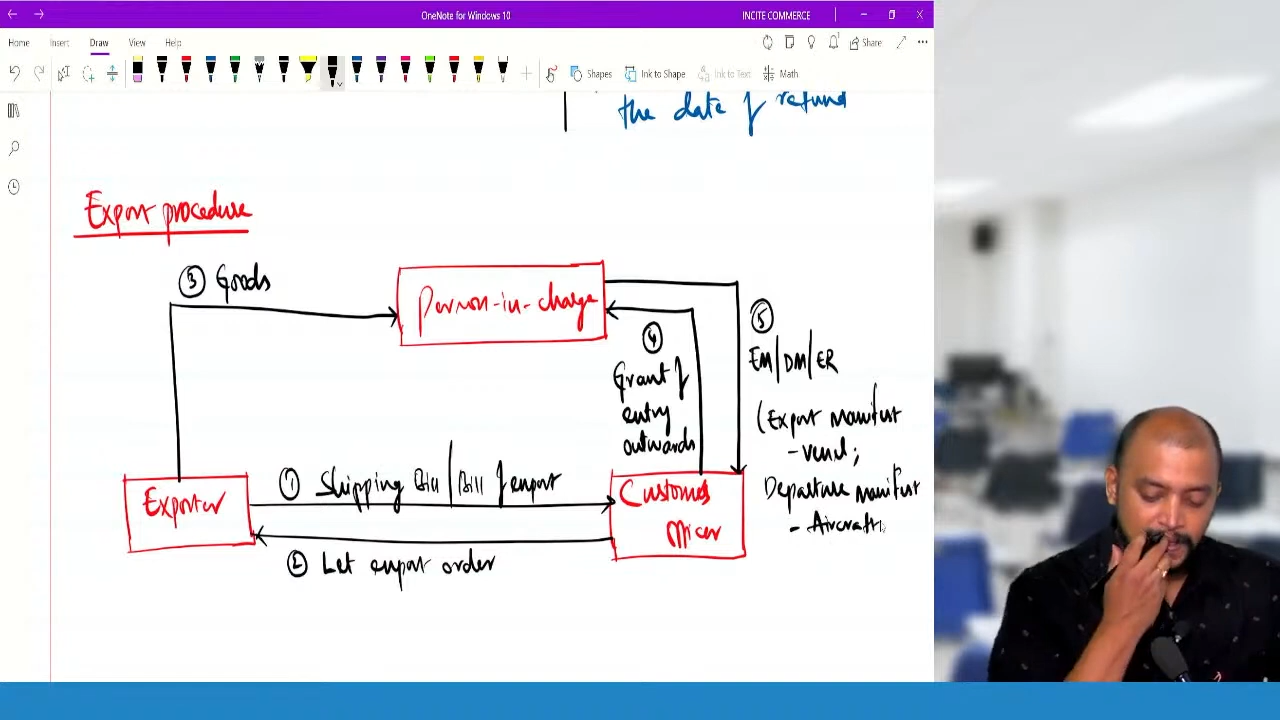 OneNote for Windows 10
INCITE COMMERCE
Home Insert Draw View Help
Share
Shapes
Ink to Shape
Ink to Text
Math
the date of refund
Export procedure
③ Goods
Person-in-charge
④
Grant of
entry
outwards
⑤
EM/DM/ER
(Export manifest
- vessel;
Departure manifest
- Aircraft
Exporter
① Shipping Bill/Bill of export
Customs
officer
② Let export order